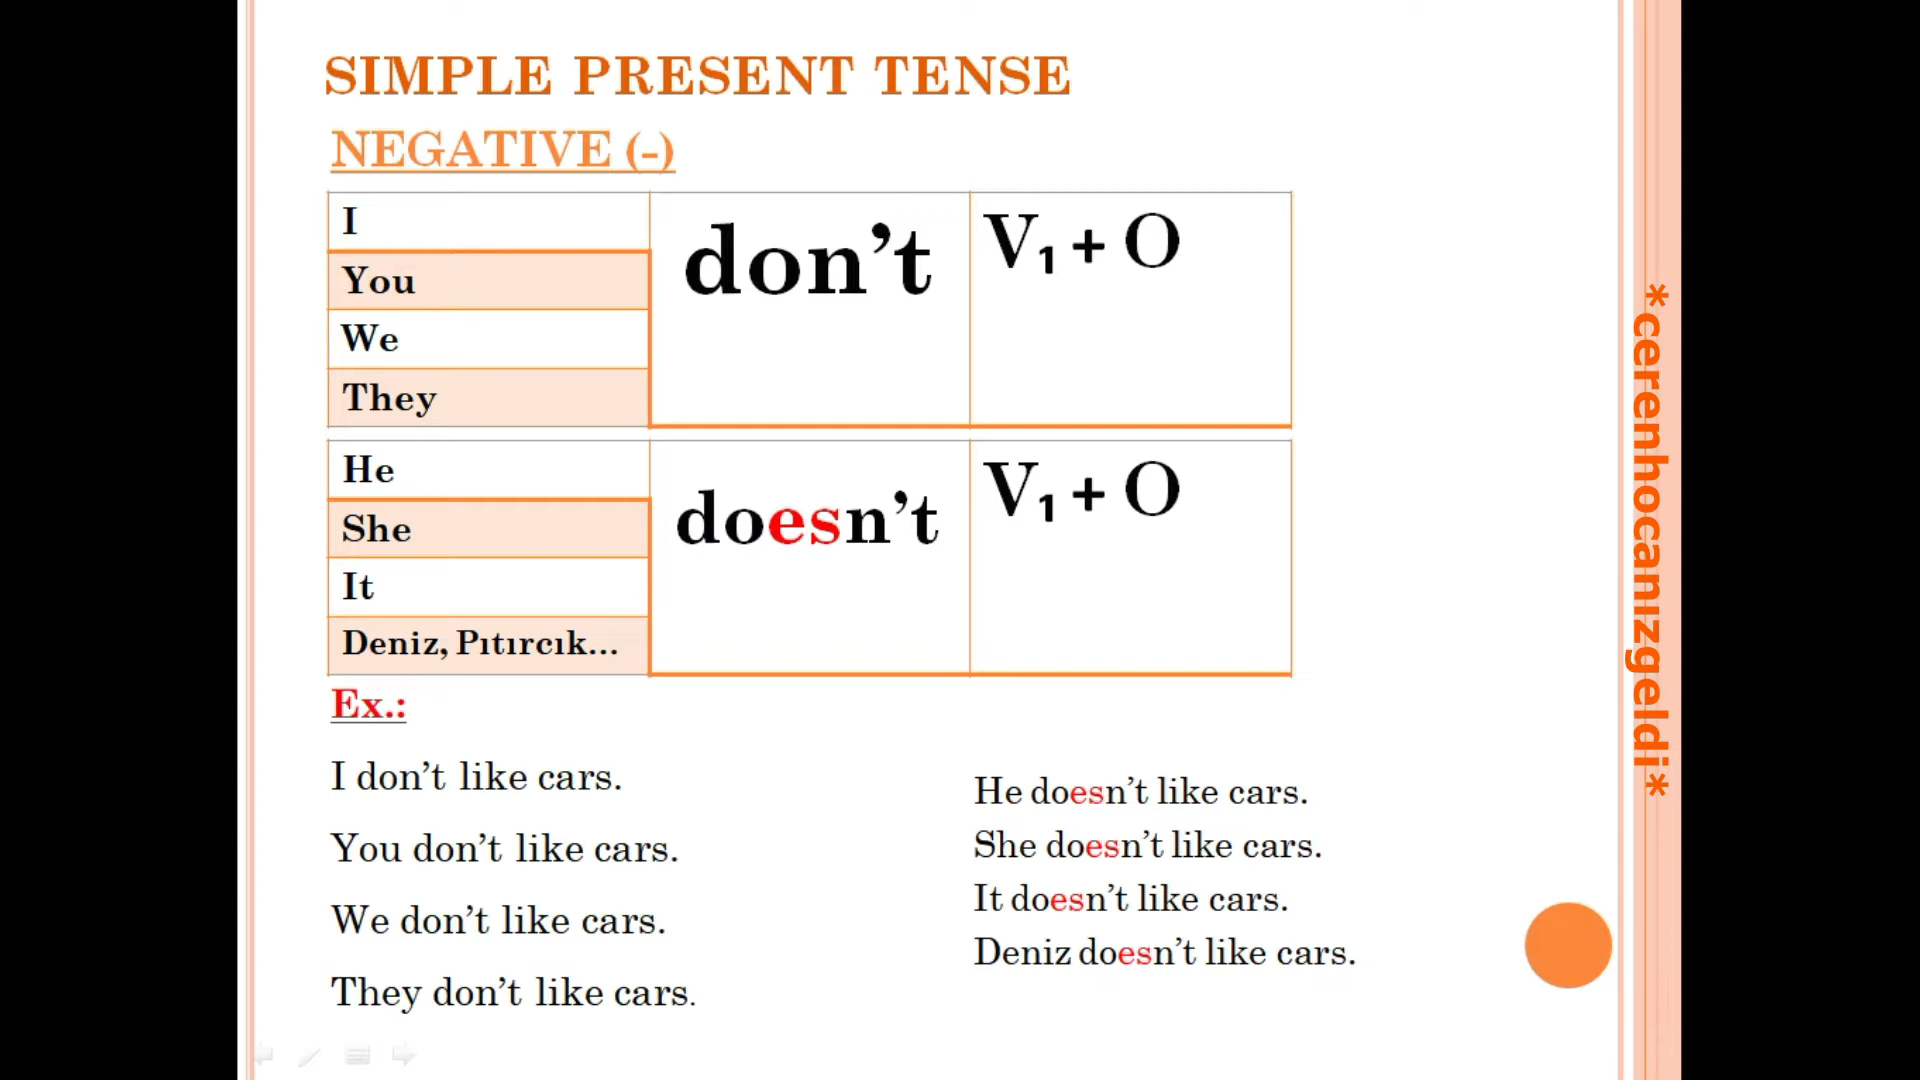 SIMPLE PRESENT TENSE
NEGATIVE (-)
I
You
We
They
don’t
V₁ + O
He
She
It
Deniz, Pıtırcık...
doesn’t
V₁ + O
Ex.:
I don’t like cars.
You don’t like cars.
We don’t like cars.
They don’t like cars.
He doesn’t like cars.
She doesn’t like cars.
It doesn’t like cars.
Deniz doesn’t like cars.
*cerenhocanızgeldi*